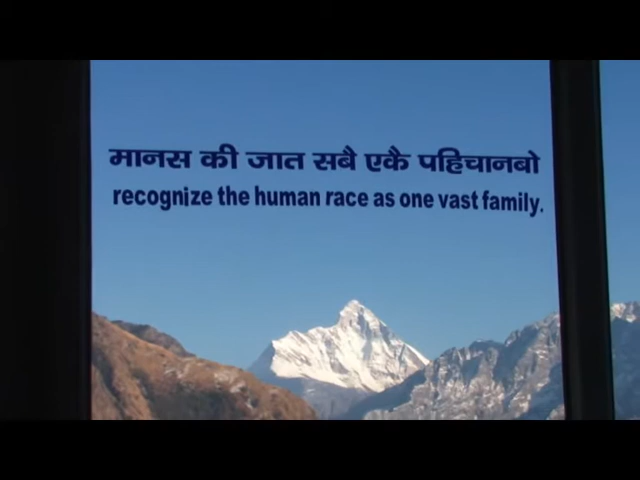 मानस की जात सबै एकै पहिचानबो
recognize the human race as one vast family.